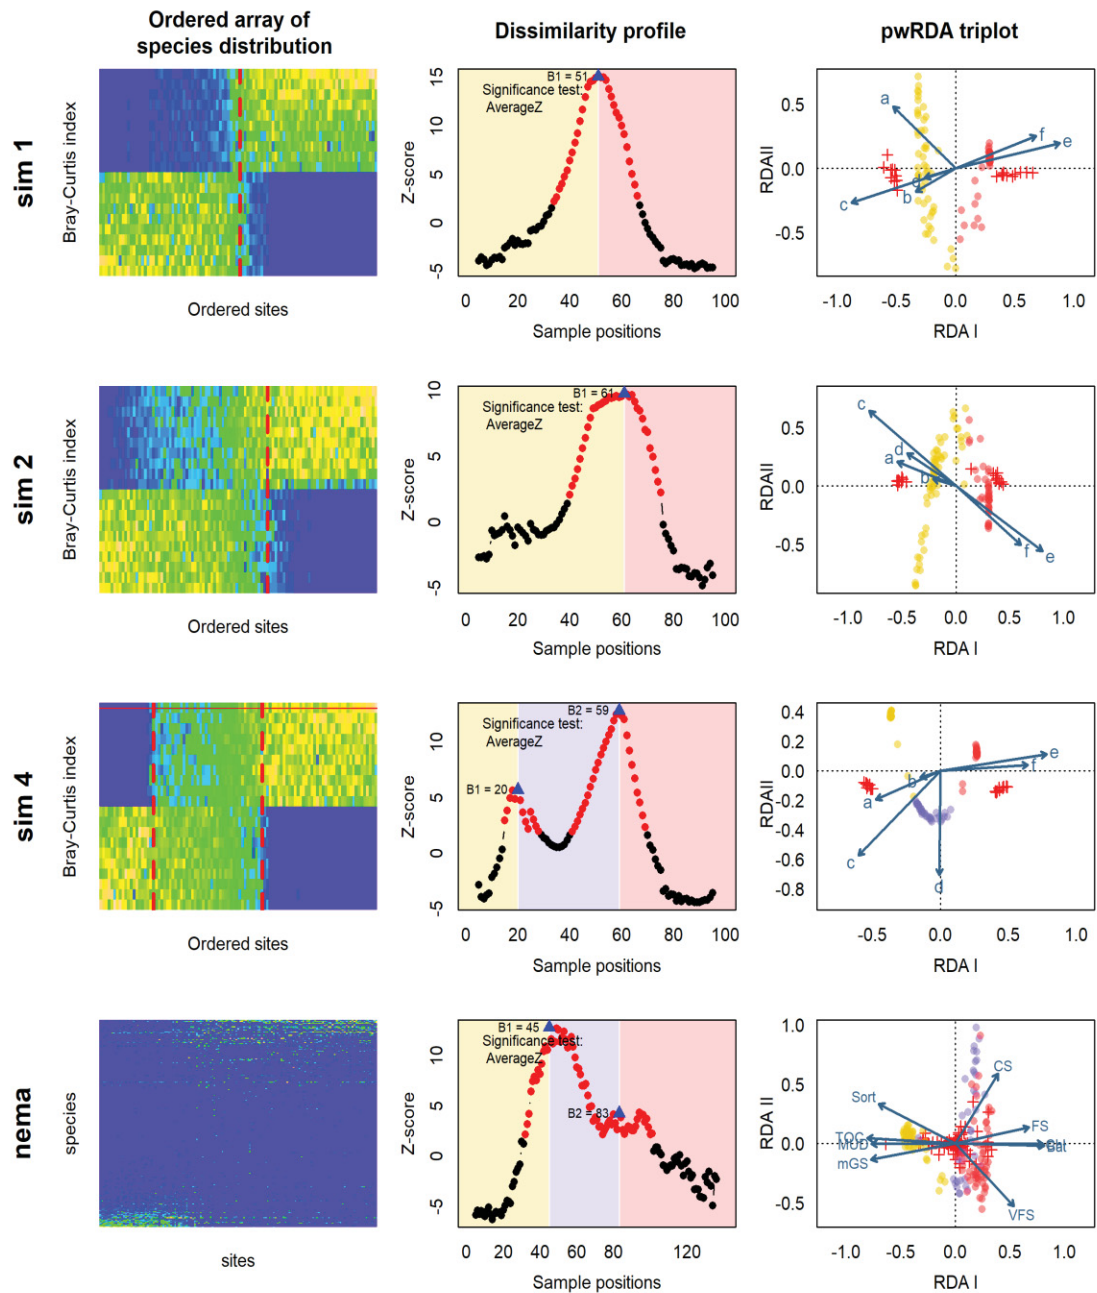 Ordered array of
species distribution
Dissimilarity profile
pwRDA triplot
sim 1
Bray-Curtis index
Ordered sites
Z-score
15
10
5
0
-5
B1 = 51
Significance test:
AverageZ
0 20 40 60 80 100
Sample positions
RDAII
0.5
0.0
-0.5
a
f
e
d
b
c
-1.0 -0.5 0.0 0.5 1.0
RDA I
sim 2
Bray-Curtis index
Ordered sites
Z-score
10
5
0
-5
B1 = 61
Significance test:
AverageZ
0 20 40 60 80 100
Sample positions
RDAII
0.5
0.0
-0.5
c
d
a
b
f
e
-1.0 -0.5 0.0 0.5 1.0
RDA I
sim 4
Bray-Curtis index
Ordered sites
Z-score
10
5
0
-5
B2 = 59
Significance test:
AverageZ
B1 = 20
0 20 40 60 80 100
Sample positions
RDAII
0.4
0.2
0.0
-0.2
-0.4
-0.6
-0.8
e
f
b
a
c
d
-0.5 0.0 0.5 1.0
RDA I
nema
species
sites
Z-score
10
5
0
-5
B1 = 45
Significance test:
AverageZ
B2 = 83
0 20 40 60 80 120
Sample positions
RDA II
1.0
0.5
0.0
-0.5
CS
Sort
FS
TOC
MUD
mGS
VFS
-1.0 -0.5 0.0 0.5 1.0
RDA I